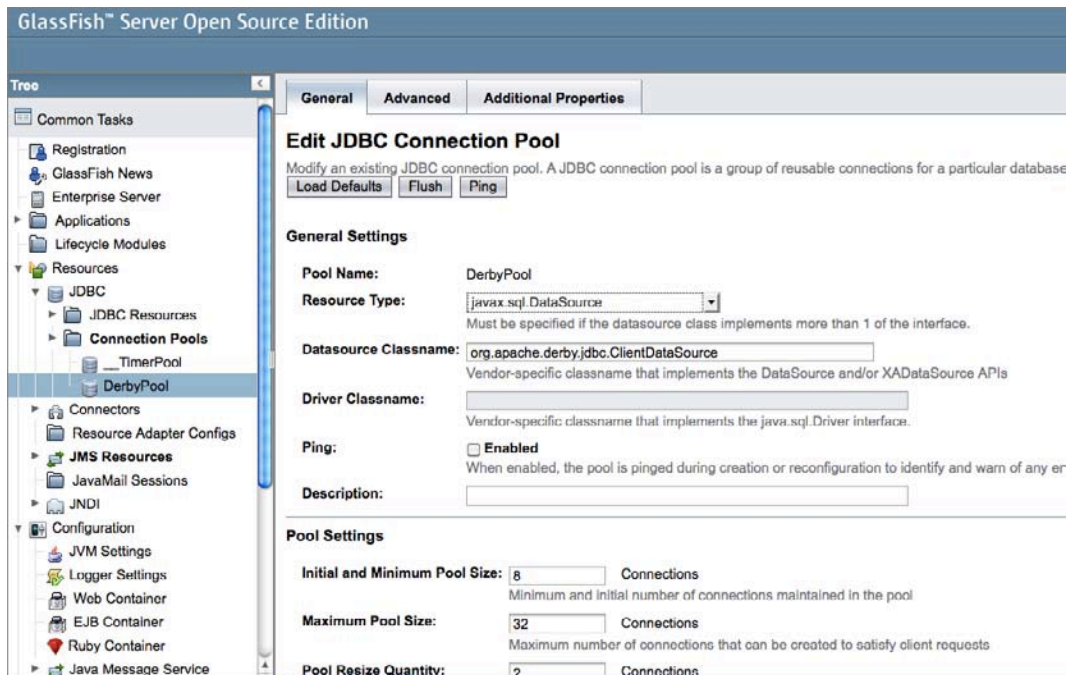 GlassFish™ Server Open Source Edition
Tree
Common Tasks
Registration
GlassFish News
Enterprise Server
Applications
Lifecycle Modules
Resources
JDBC
JDBC Resources
Connection Pools
__TimerPool
DerbyPool
Connectors
Resource Adapter Configs
JMS Resources
JavaMail Sessions
JNDI
Configuration
JVM Settings
Logger Settings
Web Container
EJB Container
Ruby Container
Java Message Service
General Advanced Additional Properties
Edit JDBC Connection Pool
Modify an existing JDBC connection pool. A JDBC connection pool is a group of reusable connections for a particular database
Load Defaults Flush Ping
General Settings
Pool Name: DerbyPool
Resource Type: javax.sql.DataSource
Must be specified if the datasource class implements more than 1 of the interface.
Datasource Classname: org.apache.derby.jdbc.ClientDataSource
Vendor-specific classname that implements the DataSource and/or XADataSource APIs
Driver Classname:
Vendor-specific classname that implements the java.sql.Driver interface.
Ping: Enabled
When enabled, the pool is pinged during creation or reconfiguration to identify and warn of any er
Description:
Pool Settings
Initial and Minimum Pool Size: 8 Connections
Minimum and initial number of connections maintained in the pool
Maximum Pool Size: 32 Connections
Maximum number of connections that can be created to satisfy client requests
Pool Resize Quantity: 2 Connections